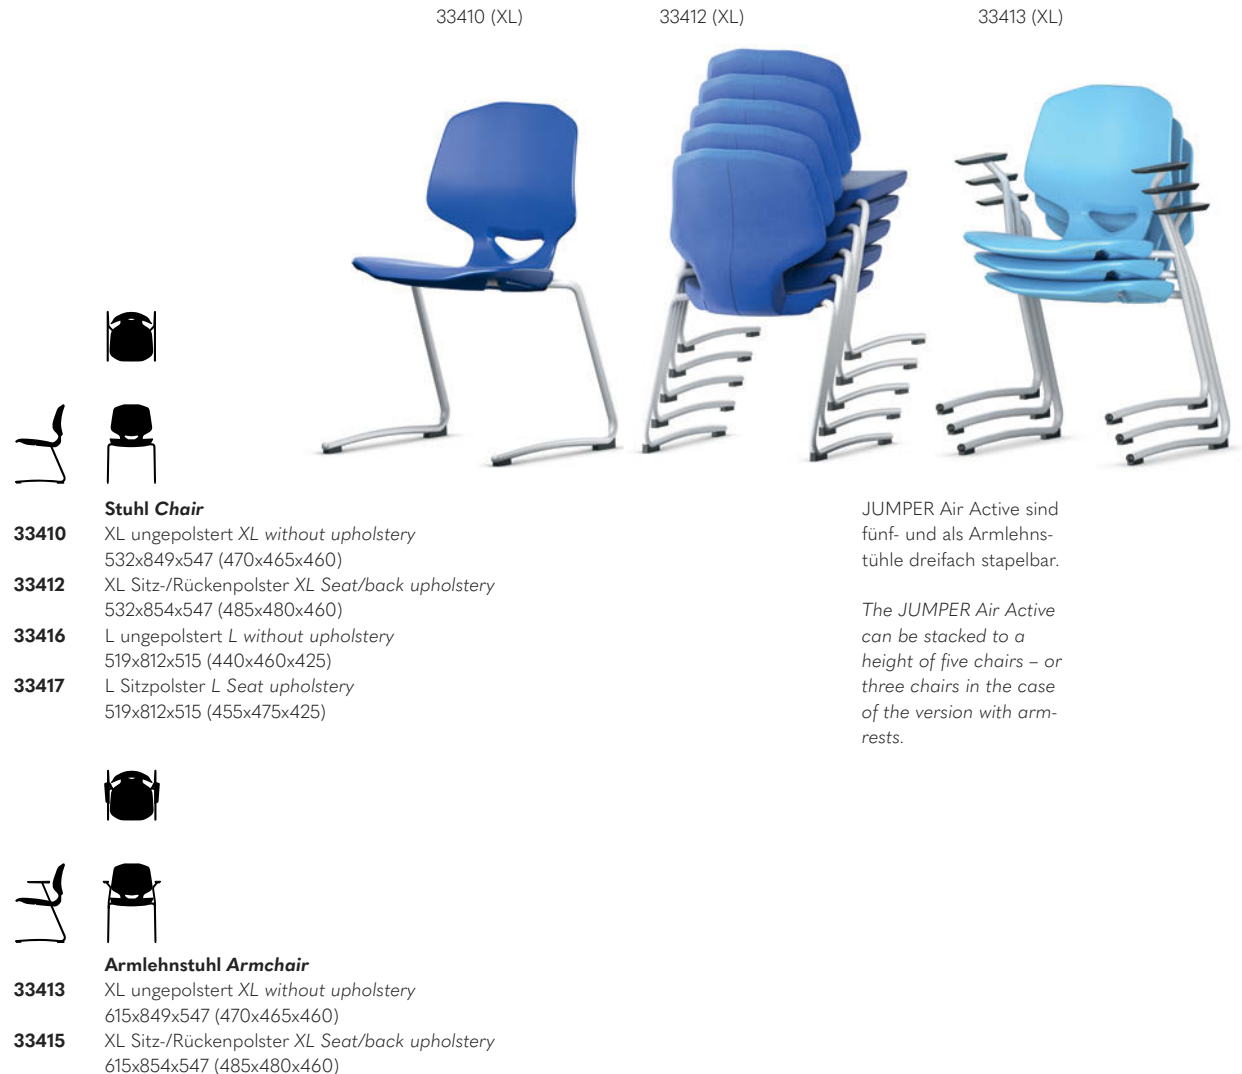 33410 (XL)
33412 (XL)
33413 (XL)
Stuhl Chair
33410 XL ungepolstert XL without upholstery
532x849x547 (470x465x460)
33412 XL Sitz-/Rückenpolster XL Seat/back upholstery
532x854x547 (485x480x460)
33416 L ungepolstert L without upholstery
519x812x515 (440x460x425)
33417 L Sitzpolster L Seat upholstery
519x812x515 (455x475x425)
JUMPER Air Active sind
fünf- und als Armlehns-
tühle dreifach stapelbar.
The JUMPER Air Active
can be stacked to a
height of five chairs – or
three chairs in the case
of the version with arm-
rests.
Armlehnstuhl Armchair
33413 XL ungepolstert XL without upholstery
615x849x547 (470x465x460)
33415 XL Sitz-/Rückenpolster XL Seat/back upholstery
615x854x547 (485x480x460)